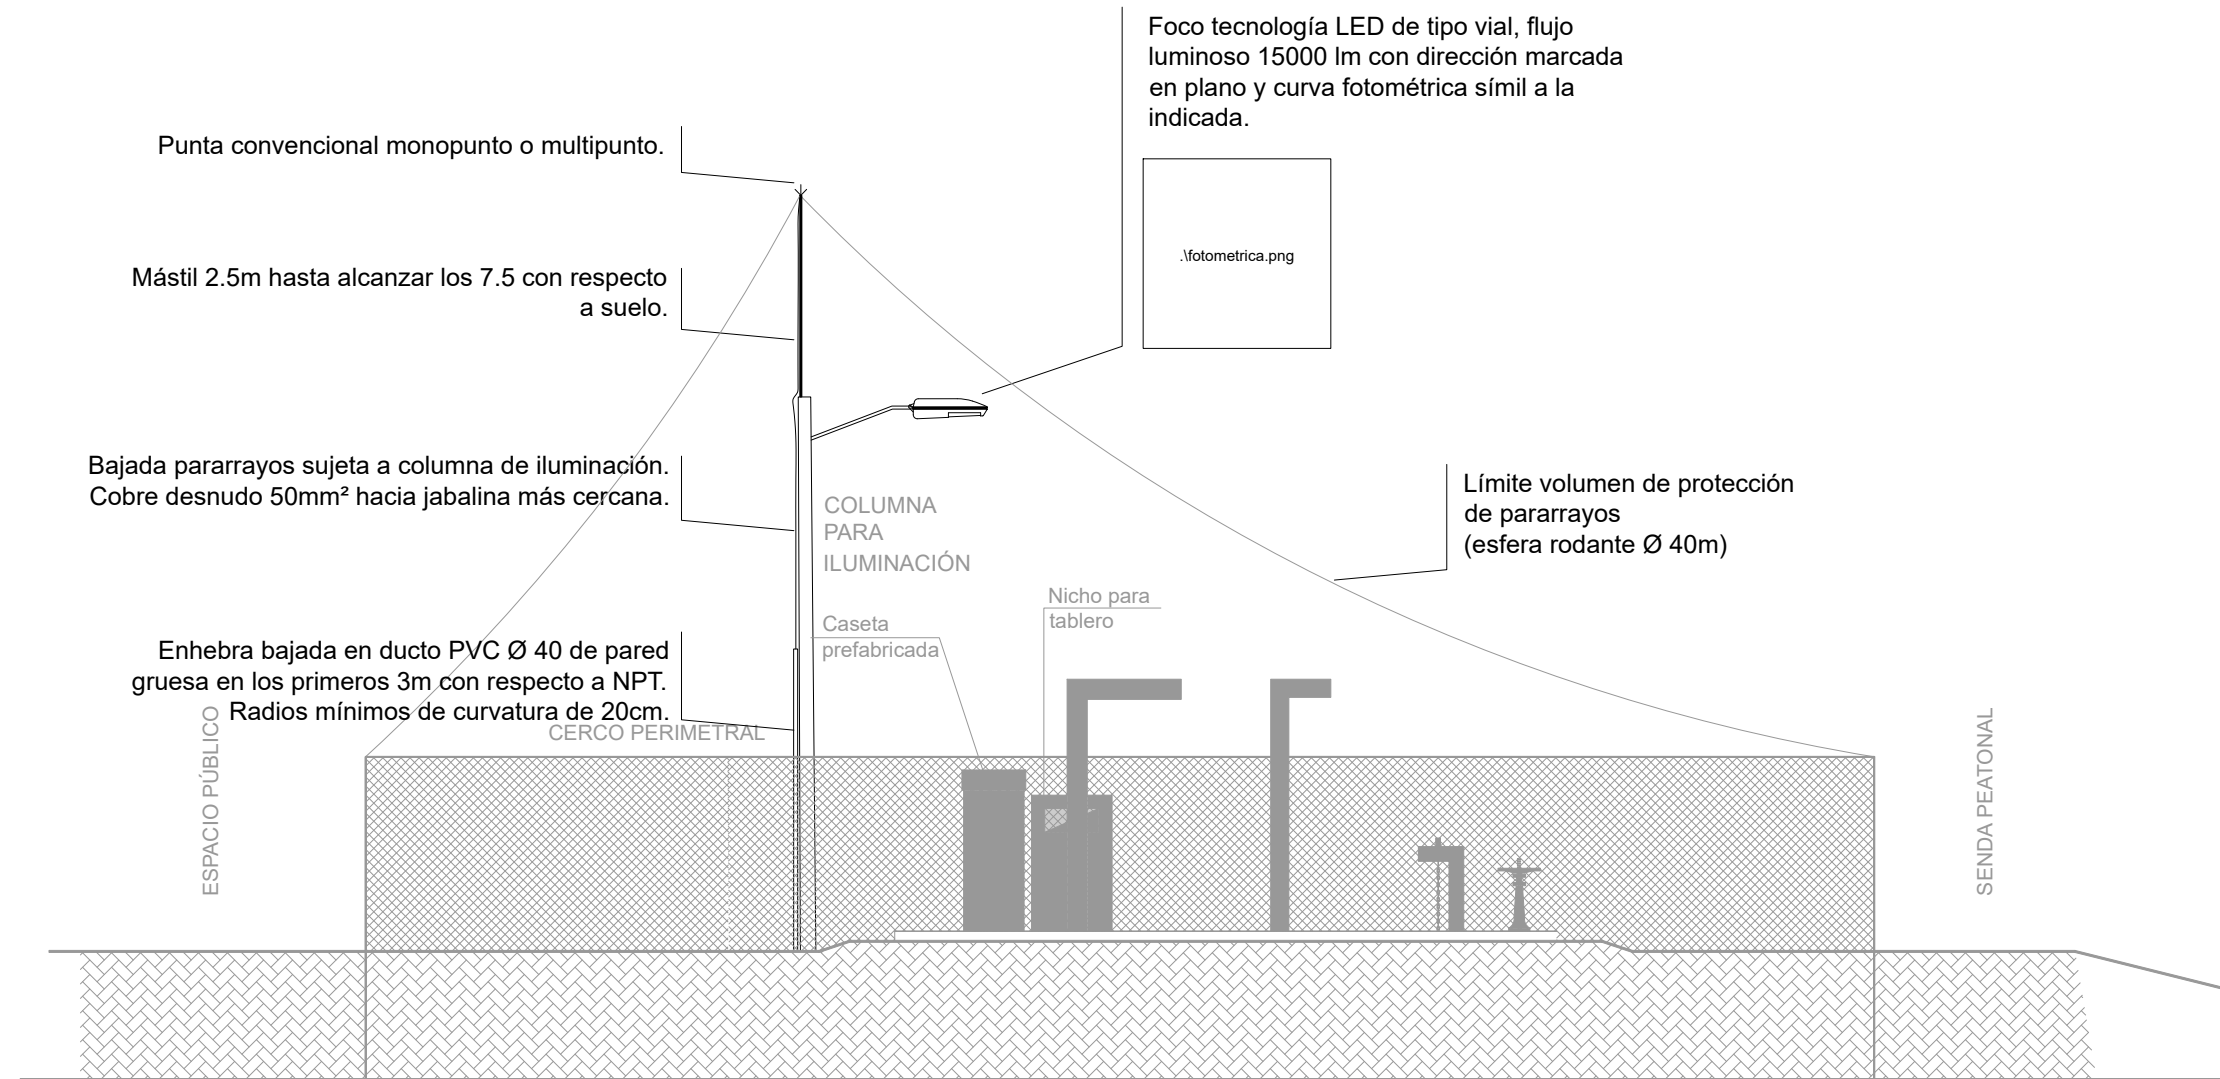 Foco tecnología LED de tipo vial, flujo
luminoso 15000 lm con dirección marcada
en plano y curva fotométrica símil a la
indicada.
Punta convencional monopunto o multipunto.
.\fotometrica.png
Mástil 2.5m hasta alcanzar los 7.5 con respecto
a suelo.
Bajada pararrayos sujeta a columna de iluminación.
Cobre desnudo 50mm² hacia jabalina más cercana.
Límite volumen de protección
de pararrayos
(esfera rodante Ø 40m)
COLUMNA
PARA
ILUMINACIÓN
Nicho para
tablero
Caseta
prefabricada
Enhebra bajada en ducto PVC Ø 40 de pared
gruesa en los primeros 3m con respecto a NPT.
Radios mínimos de curvatura de 20cm.
CERCO PERIMETRAL
ESPACIO PÚBLICO
SENDA PEATONAL